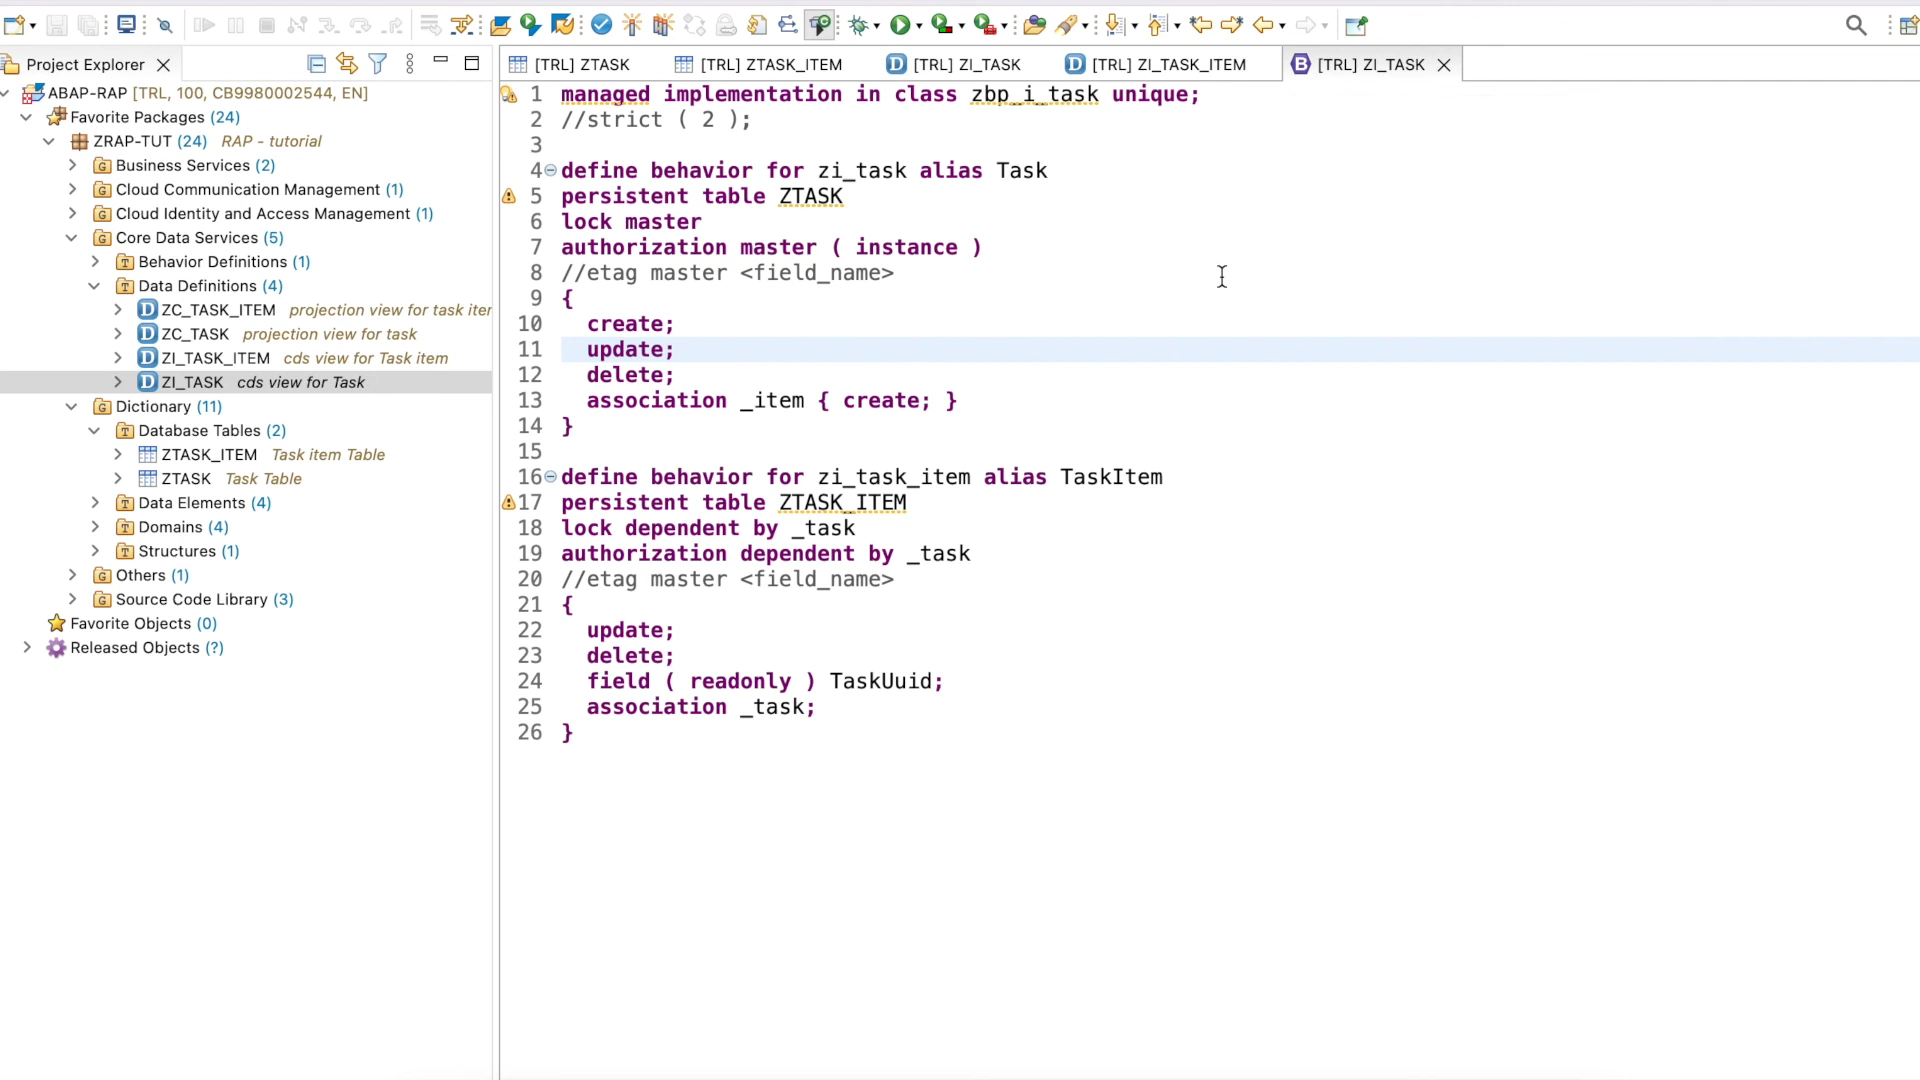 Project Explorer
[TRL] ZTASK
[TRL] ZTASK_ITEM
[TRL] ZI_TASK
[TRL] ZI_TASK_ITEM
[TRL] ZI_TASK
ABAP-RAP [TRL, 100, CB9980002544, EN]
Favorite Packages (24)
ZRAP-TUT (24) RAP - tutorial
Business Services (2)
Cloud Communication Management (1)
Cloud Identity and Access Management (1)
Core Data Services (5)
Behavior Definitions (1)
Data Definitions (4)
ZC_TASK_ITEM projection view for task iter
ZC_TASK projection view for task
ZI_TASK_ITEM cds view for Task item
ZI_TASK cds view for Task
Dictionary (11)
Database Tables (2)
ZTASK_ITEM Task item Table
ZTASK Task Table
Data Elements (4)
Domains (4)
Structures (1)
Others (1)
Source Code Library (3)
Favorite Objects (0)
Released Objects (?)
1 managed implementation in class zbp_i_task unique;
2 //strict ( 2 );
3
4 define behavior for zi_task alias Task
5 persistent table ZTASK
6 lock master
7 authorization master ( instance )
8 //etag master <field_name>
9 {
10 create;
11 update;
12 delete;
13 association _item { create; }
14 }
15
16 define behavior for zi_task_item alias TaskItem
17 persistent table ZTASK_ITEM
18 lock dependent by _task
19 authorization dependent by _task
20 //etag master <field_name>
21 {
22 update;
23 delete;
24 field ( readonly ) TaskUuid;
25 association _task;
26 }